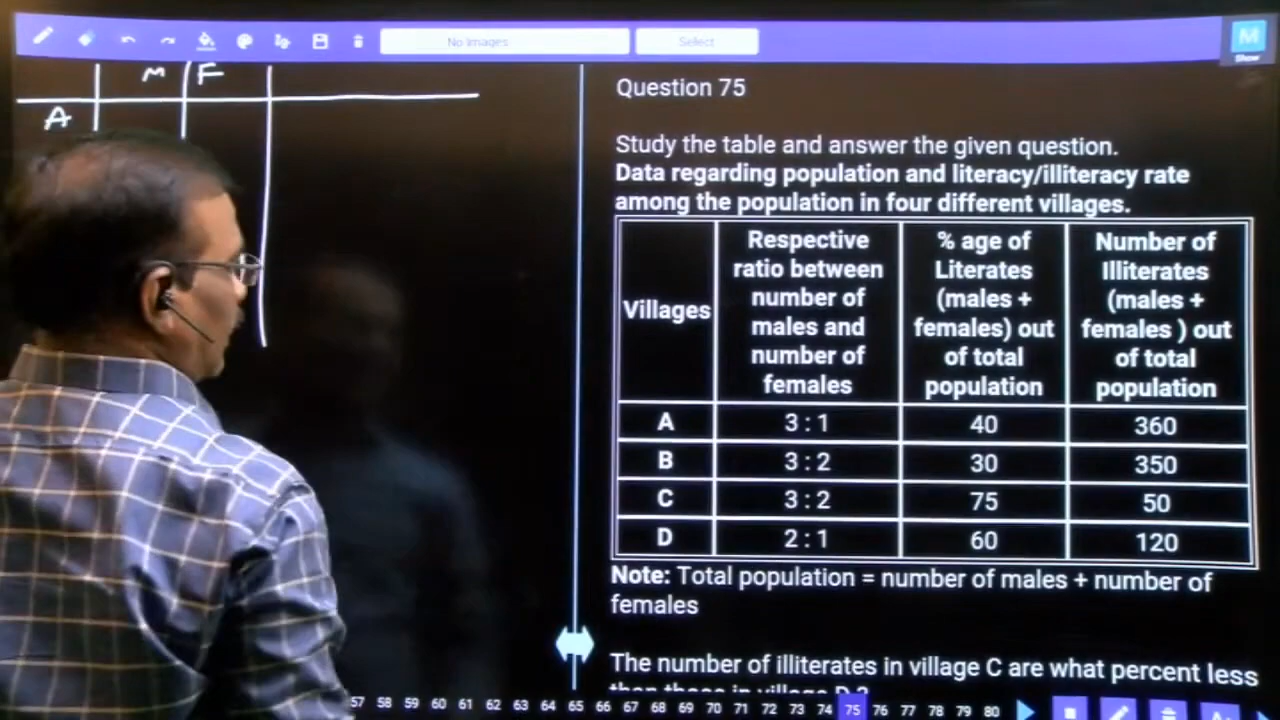 No Images
Select
M
Show
M F
A
Question 75
Study the table and answer the given question.
Data regarding population and literacy/illiteracy rate
among the population in four different villages.
Villages
Respective
ratio between
number of
males and
number of
females
% age of
Literates
(males +
females) out
of total
population
Number of
Illiterates
(males +
females ) out
of total
population
A 3 : 1 40 360
B 3 : 2 30 350
C 3 : 2 75 50
D 2 : 1 60 120
Note: Total population = number of males + number of
females
The number of illiterates in village C are what percent less
than those in village D ?
57 58 59 60 61 62 63 64 65 66 67 68 69 70 71 72 73 74 75 76 77 78 79 80